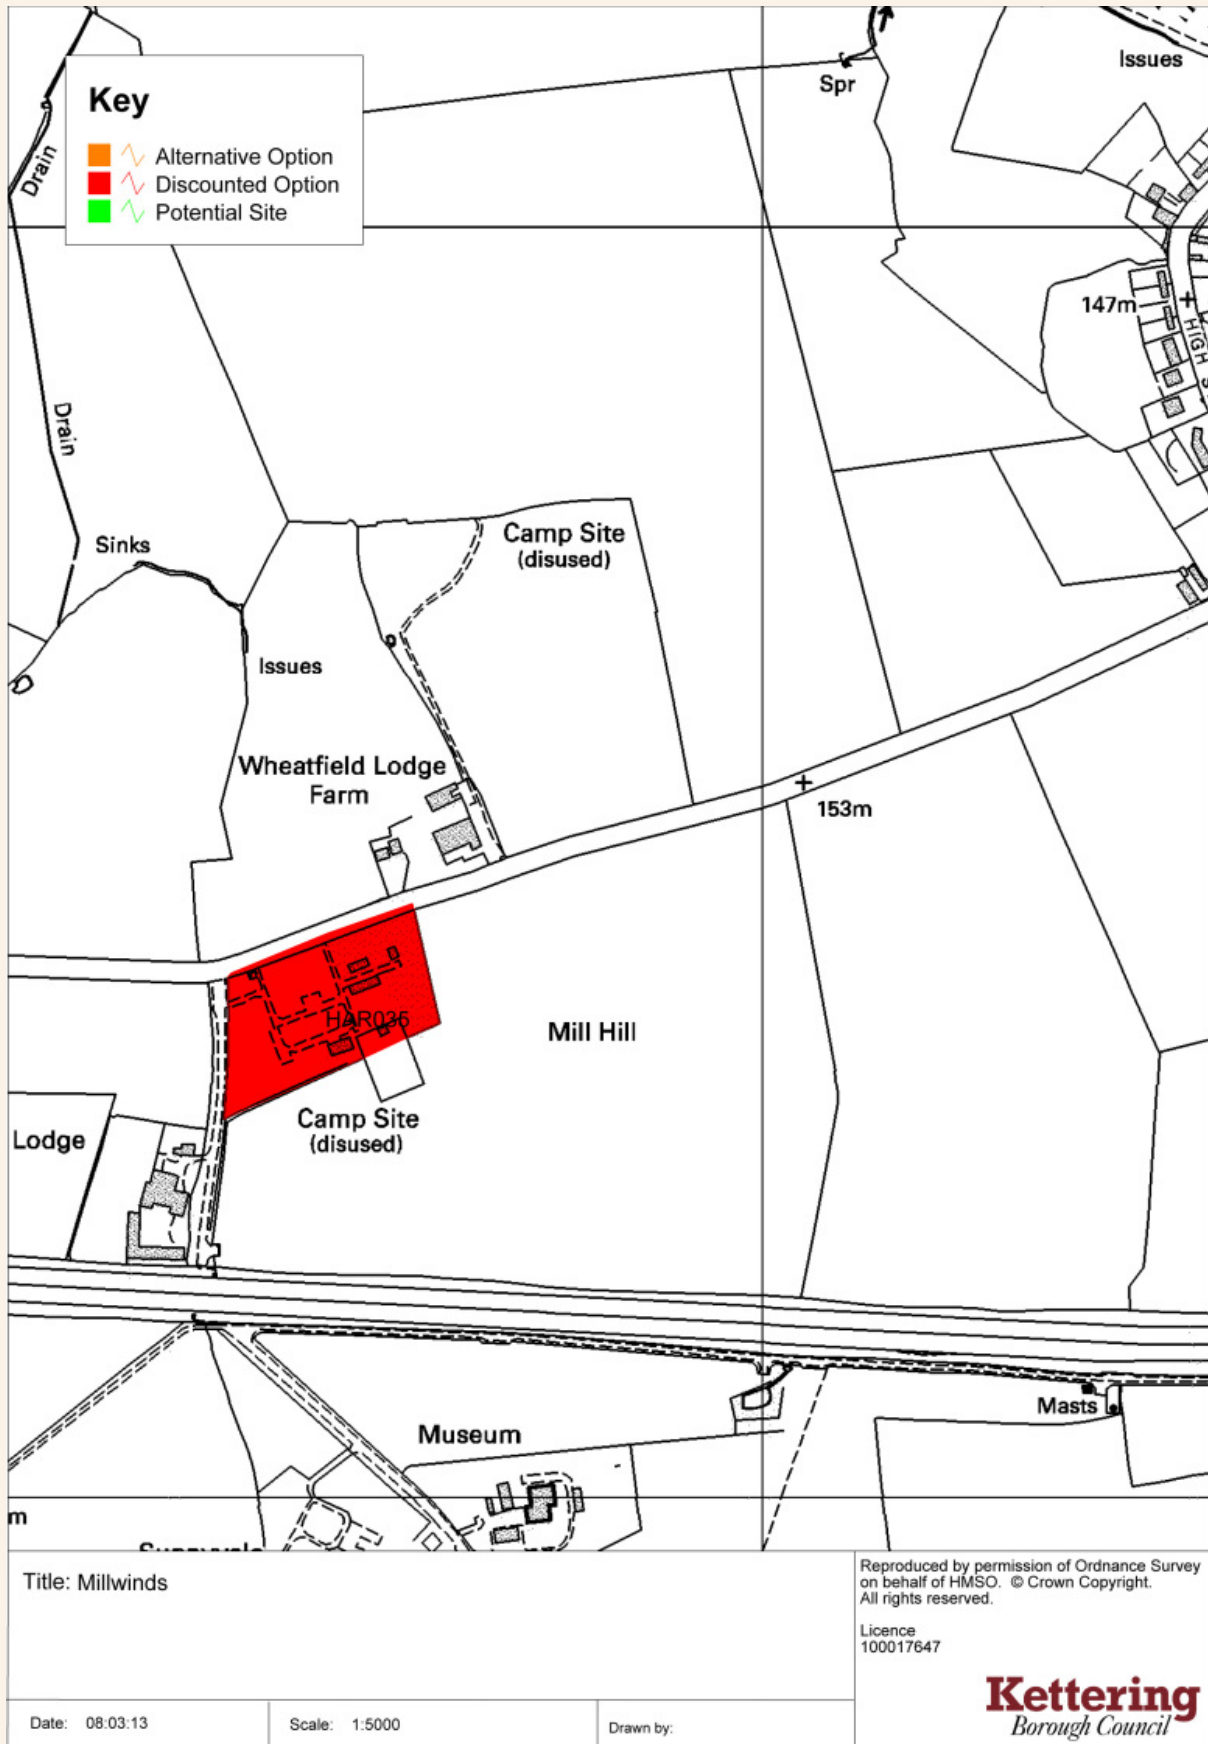 Key
Alternative Option
Discounted Option
Potential Site
Drain
Spr
Issues
147m
HIGH
Drain
Camp Site
(disused)
Sinks
Issues
Wheatfield Lodge
Farm
153m
HAR035
Mill Hill
Camp Site
(disused)
Lodge
Masts
Museum
m
Title: Millwinds
Reproduced by permission of Ordnance Survey
on behalf of HMSO. © Crown Copyright.
All rights reserved.
Licence
100017647
Kettering
Borough Council
Date: 08:03:13
Scale: 1:5000
Drawn by: